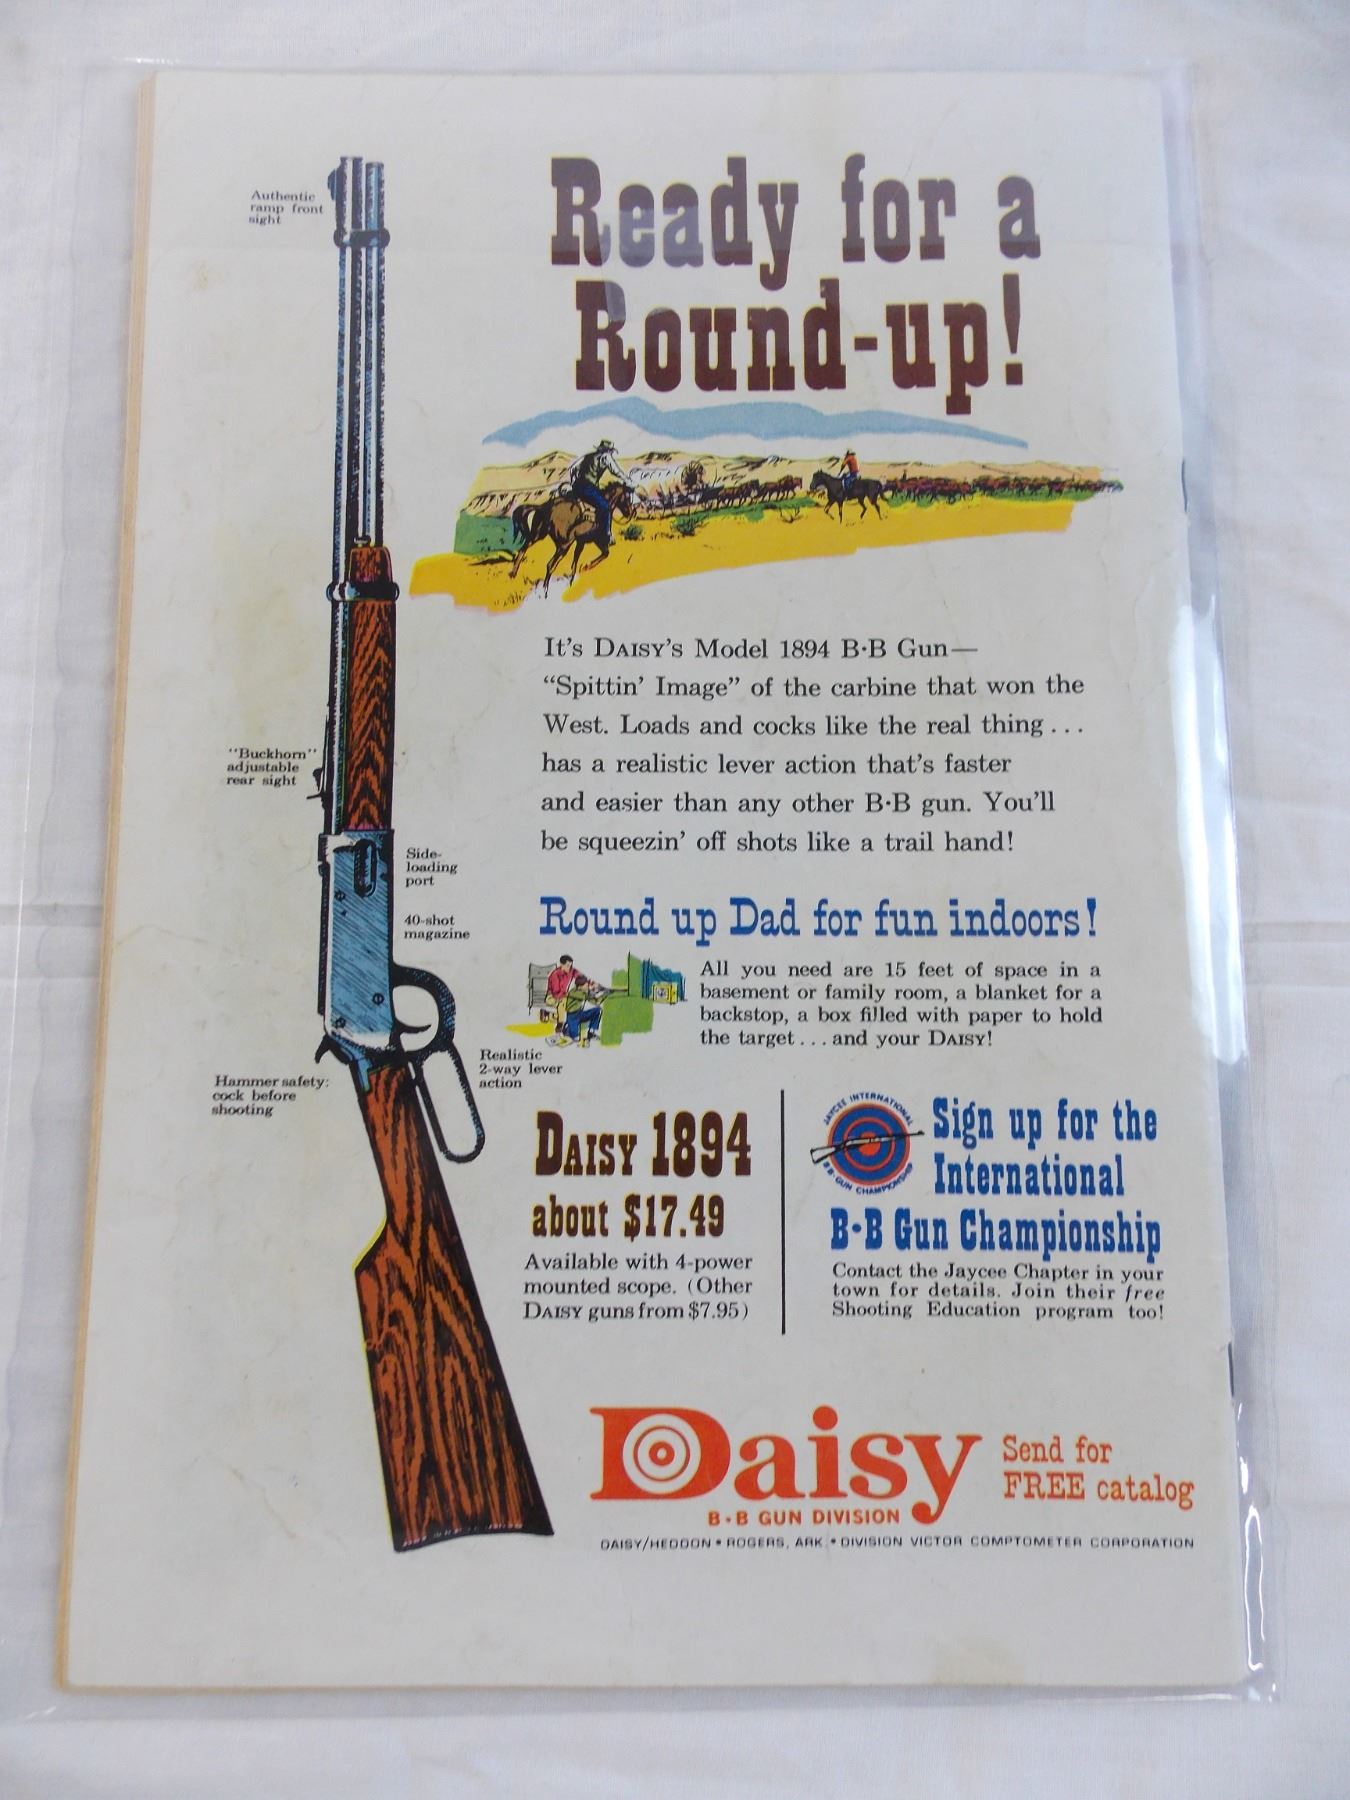 Ready for a
Round-up!
Authentic
ramp front
sight
"Buckhorn"
adjustable
rear sight
Side-
loading
port
40-shot
magazine
Realistic
2-way lever
action
Hammer safety:
cock before
shooting
It's DAISY'S Model 1894 B·B Gun—
“Spittin' Image” of the carbine that won the
West. Loads and cocks like the real thing...
has a realistic lever action that's faster
and easier than any other B·B gun. You'll
be squeezin' off shots like a trail hand!
Round up Dad for fun indoors!
All you need are 15 feet of space in a
basement or family room, a blanket for a
backstop, a box filled with paper to hold
the target...and your DAISY!
DAISY 1894
about $17.49
Available with 4-power
mounted scope. (Other
DAISY guns from $7.95)
JAYCEE INTERNATIONAL
B·B·GUN CHAMPIONSHIP
Sign up for the
International
B·B Gun Championship
Contact the Jaycee Chapter in your
town for details. Join their free
Shooting Education program too!
Daisy
B·B GUN DIVISION
Send for
FREE catalog
DAISY/HEDDON • ROGERS, ARK. • DIVISION VICTOR COMPTOMETER CORPORATION